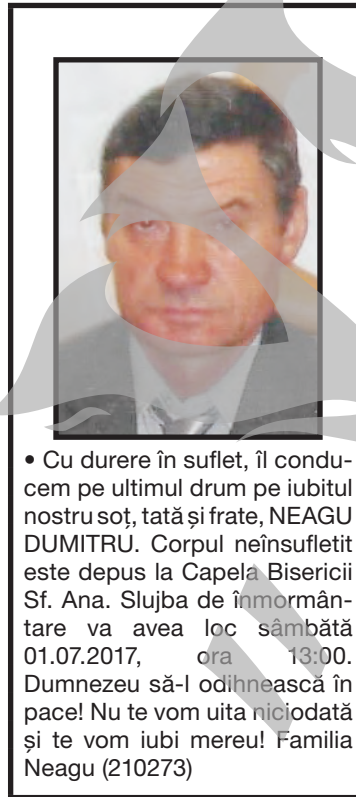 • Cu durere în suflet, îl condu-
cem pe ultimul drum pe iubitul
nostru soț, tată și frate, NEAGU
DUMITRU. Corpul neînsufletit
este depus la Capela Bisericii
Sf. Ana. Slujba de înmormân-
tare va avea loc sâmbătă
01.07.2017, ora 13:00.
Dumnezeu să-l odihnească în
pace! Nu te vom uita niciodată
și te vom iubi mereu! Familia
Neagu (210273)